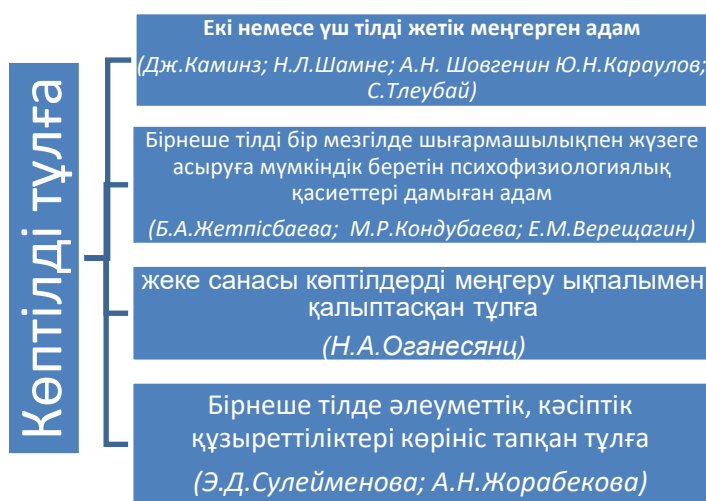 Көптілді тұлға
Екі немесе үш тілді жетік меңгерген адам
(Дж.Каминз; Н.Л.Шамне; А.Н. Шовгенин Ю.Н.Караулов;
С.Тлеубай)
Бірнеше тілді бір мезгілде шығармашылықпен жүзеге
асыруға мүмкіндік беретін психофизиологиялық
қасиеттері дамыған адам
(Б.А.Жетпісбаева; М.Р.Кондубаева; Е.М.Верещагин)
жеке санасы көптілдерді меңгеру ықпалымен
қалыптасқан тұлға
(Н.А.Оганесянц)
Бірнеше тілде әлеуметтік, кәсіптік
құзыреттіліктері көрініс тапқан тұлға
(Э.Д.Сулейменова; А.Н.Жорабекова)